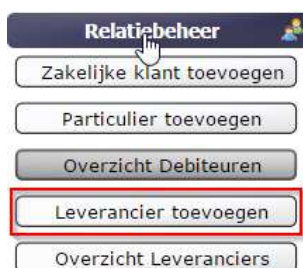 Relatiebeheer
Zakelijke klant toevoegen
Particulier toevoegen
Overzicht Debiteuren
Leverancier toevoegen
Overzicht Leveranciers